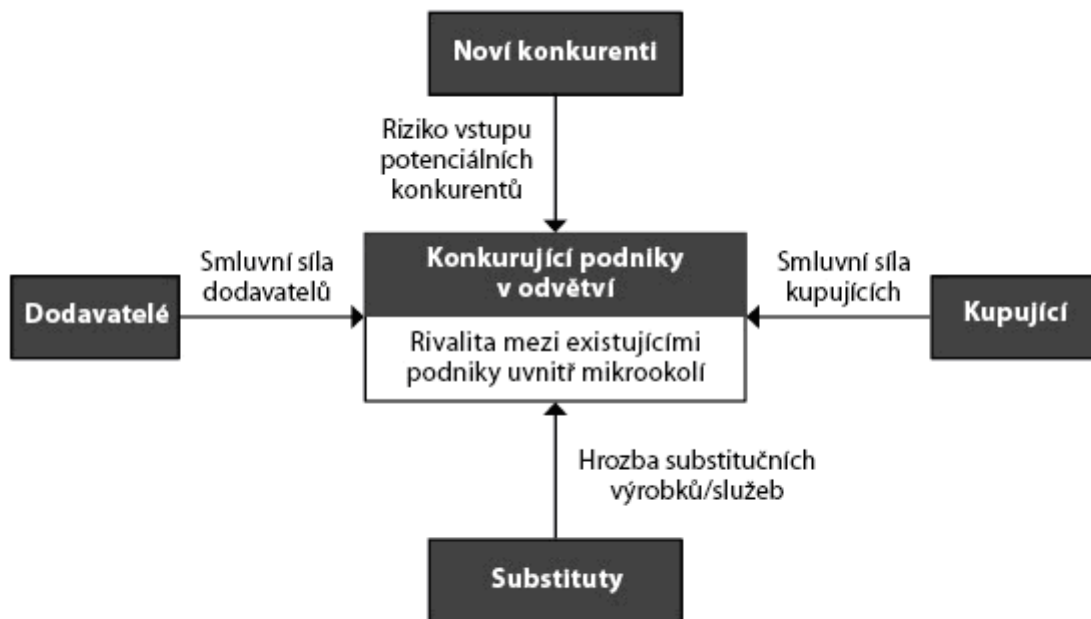 Noví konkurenti
Riziko vstupu
potenciálních
konkurentů
Smluvní síla
dodavatelů
Dodavatelé
Konkurující podniky
v odvětví
Rivalita mezi existujícími
podniky uvnitř mikrookolí
Smluvní síla
kupujících
Kupující
Hrozba substitučních
výrobků/služeb
Substituty